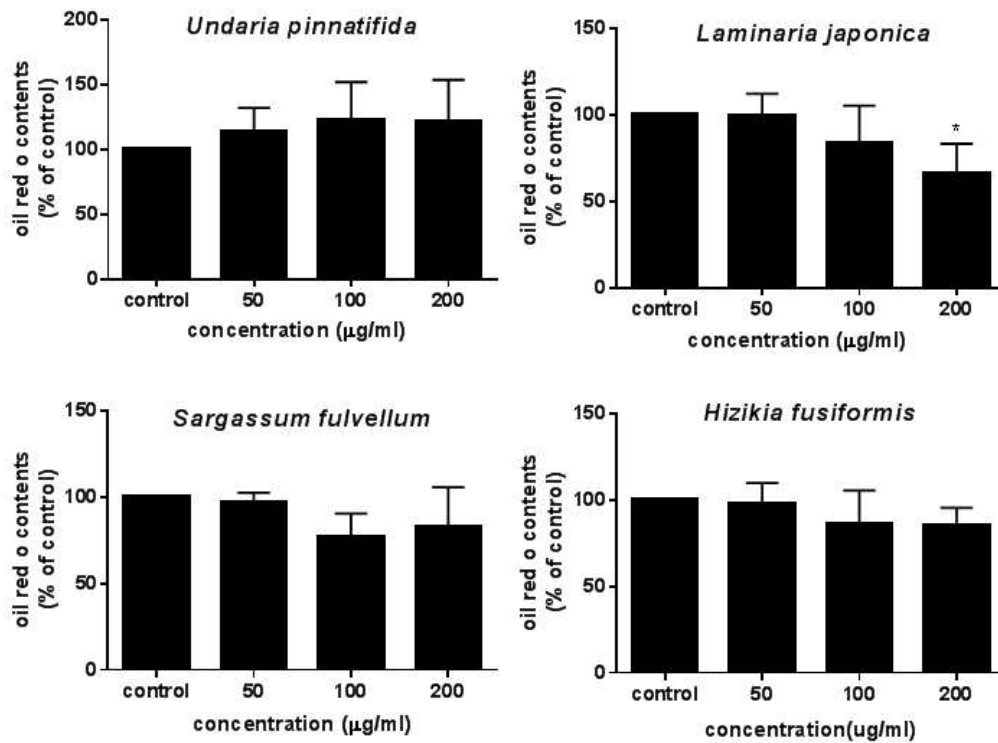 Undaria pinnatifida
oil red o contents
(% of control)
200
150
100
50
0
control 50 100 200
concentration (µg/ml)
Laminaria japonica
oil red o contents
(% of control)
150
100
50
0
*
control 50 100 200
concentration (µg/ml)
Sargassum fulvellum
oil red o contents
(% of control)
150
100
50
0
control 50 100 200
concentration (µg/ml)
Hizikia fusiformis
oil red o contents
(% of control)
150
100
50
0
control 50 100 200
concentration(ug/ml)